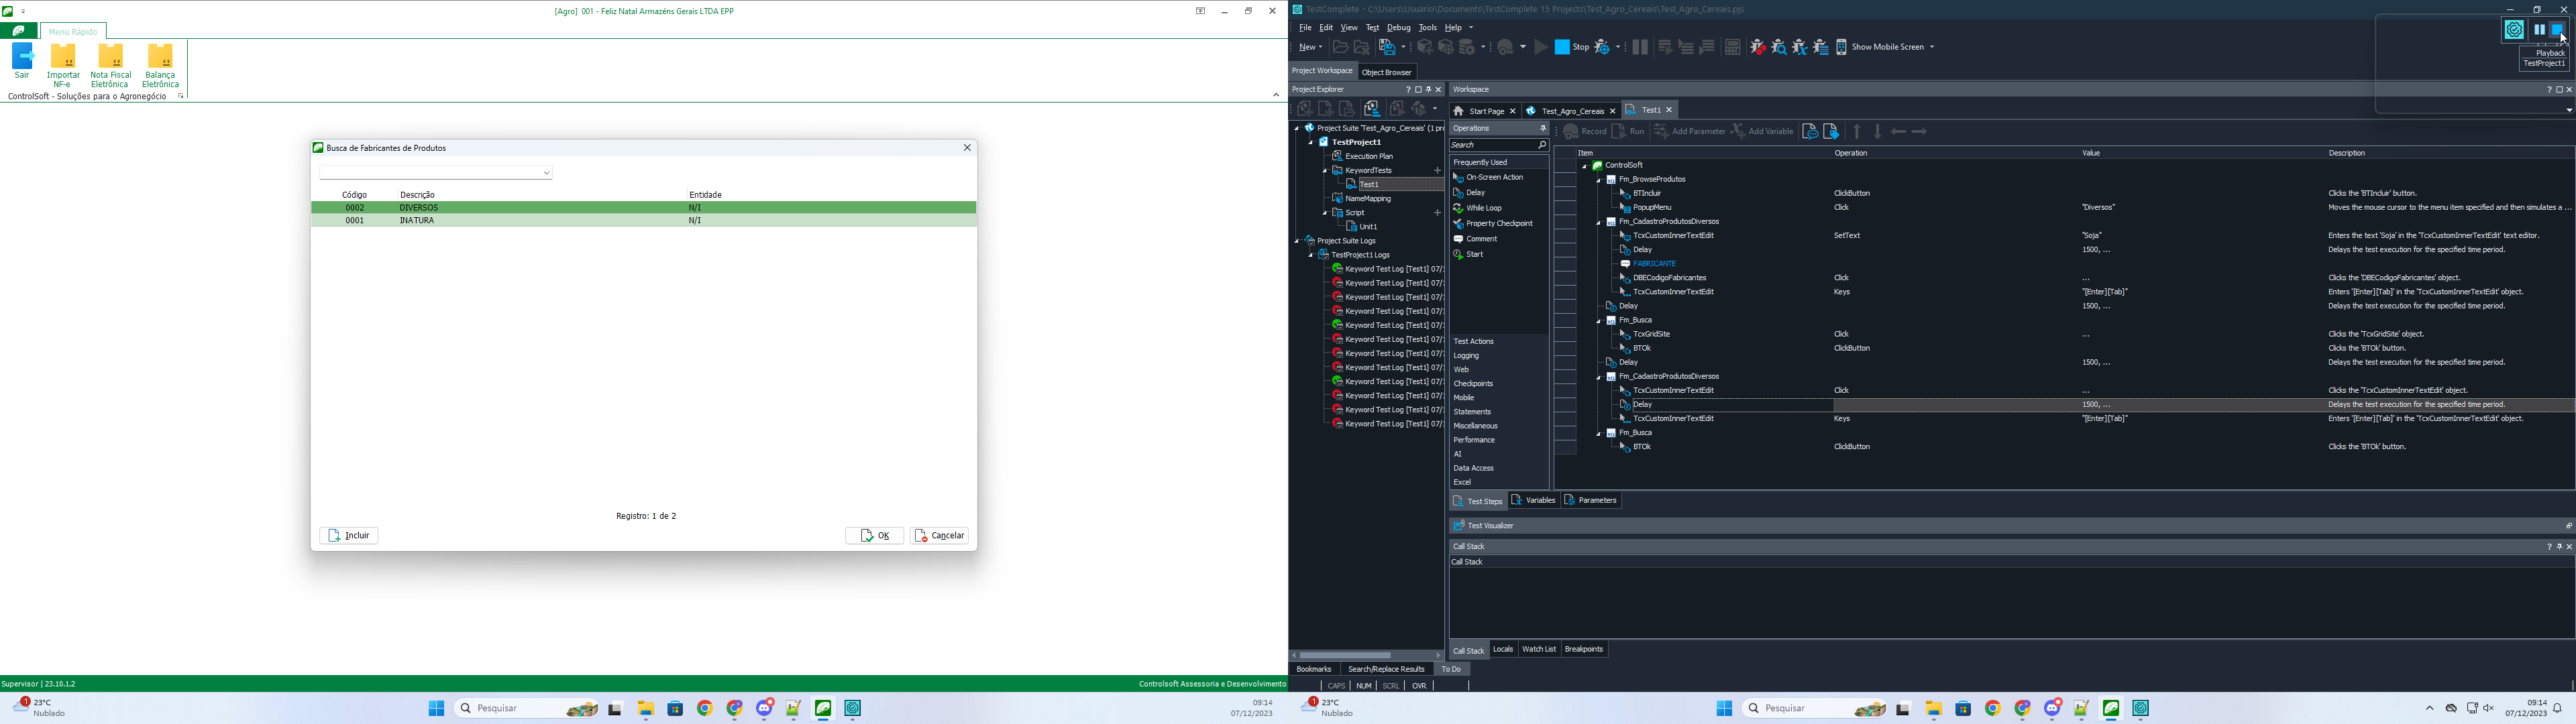 [Agro] 001 - Feliz Natal Armazéns Gerais LTDA EPP
Menu Rápido
Sair
Importar NF-e
Nota Fiscal Eletrônica
Balança Eletrônica
ControlSoft - Soluções para o Agronegócio
Busca de Fabricantes de Produtos
Código Descrição Entidade
0002 DIVERSOS N/I
0001 INATURA N/I
Registro: 1 de 2
Incluir OK Cancelar
Supervisor | 23.10.1.2
Controlsoft Assessoria e Desenvolvimento
1 23°C
Nublado
Pesquisar
09:14
07/12/2023
TestComplete - C:\Users\Usuario\Documents\TestComplete 15 Projects\Test_Agro_Cereais\Test_Agro_Cereais.pjs
File Edit View Test Debug Tools Help
New Stop Show Mobile Screen
Playback
TestProject1
Project Workspace Object Browser
Project Explorer
Project Suite 'Test_Agro_Cereais' (1 pr
TestProject1
Execution Plan
KeywordTests
Test1
NameMapping
Script
Unit1
Project Suite Logs
TestProject1 Logs
Keyword Test Log [Test1] 07/
Keyword Test Log [Test1] 07/
Keyword Test Log [Test1] 07/
Keyword Test Log [Test1] 07/
Keyword Test Log [Test1] 07/
Keyword Test Log [Test1] 07/
Keyword Test Log [Test1] 07/
Keyword Test Log [Test1] 07/
Keyword Test Log [Test1] 07/
Keyword Test Log [Test1] 07/
Keyword Test Log [Test1] 07/
Keyword Test Log [Test1] 07/
Workspace
Start Page Test_Agro_Cereais Test1
Operations
Search
Frequently Used
On-Screen Action
Delay
While Loop
Property Checkpoint
Comment
Start
Test Actions
Logging
Web
Checkpoints
Mobile
Statements
Miscellaneous
Performance
AI
Data Access
Excel
Record Run Add Parameter Add Variable
Item Operation Value Description
ControlSoft
Fm_BrowseProdutos
BTIncluir ClickButton Clicks the 'BTIncluir' button.
PopupMenu Click "Diversos" Moves the mouse cursor to the menu item specified and then simulates a ...
Fm_CadastroProdutosDiversos
TcxCustomInnerTextEdit SetText "Soja" Enters the text 'Soja' in the 'TcxCustomInnerTextEdit' text editor.
Delay 1500, ... Delays the test execution for the specified time period.
FABRICANTE
DBECodigoFabricantes Click ... Clicks the 'DBECodigoFabricantes' object.
TcxCustomInnerTextEdit Keys "[Enter][Tab]" Enters '[Enter][Tab]' in the 'TcxCustomInnerTextEdit' object.
Delay 1500, ... Delays the test execution for the specified time period.
Fm_Busca
TcxGridSite Click ... Clicks the 'TcxGridSite' object.
BTOk ClickButton Clicks the 'BTOk' button.
Delay 1500, ... Delays the test execution for the specified time period.
Fm_CadastroProdutosDiversos
TcxCustomInnerTextEdit Click ... Clicks the 'TcxCustomInnerTextEdit' object.
Delay 1500, ... Delays the test execution for the specified time period.
TcxCustomInnerTextEdit Keys "[Enter][Tab]" Enters '[Enter][Tab]' in the 'TcxCustomInnerTextEdit' object.
Fm_Busca
BTOk ClickButton Clicks the 'BTOk' button.
Test Steps Variables Parameters
Test Visualizer
Call Stack
Call Stack
Call Stack Locals Watch List Breakpoints
Bookmarks Search/Replace Results To Do
CAPS NUM SCRL OVR
1 23°C
Nublado
Pesquisar
09:14
07/12/2023